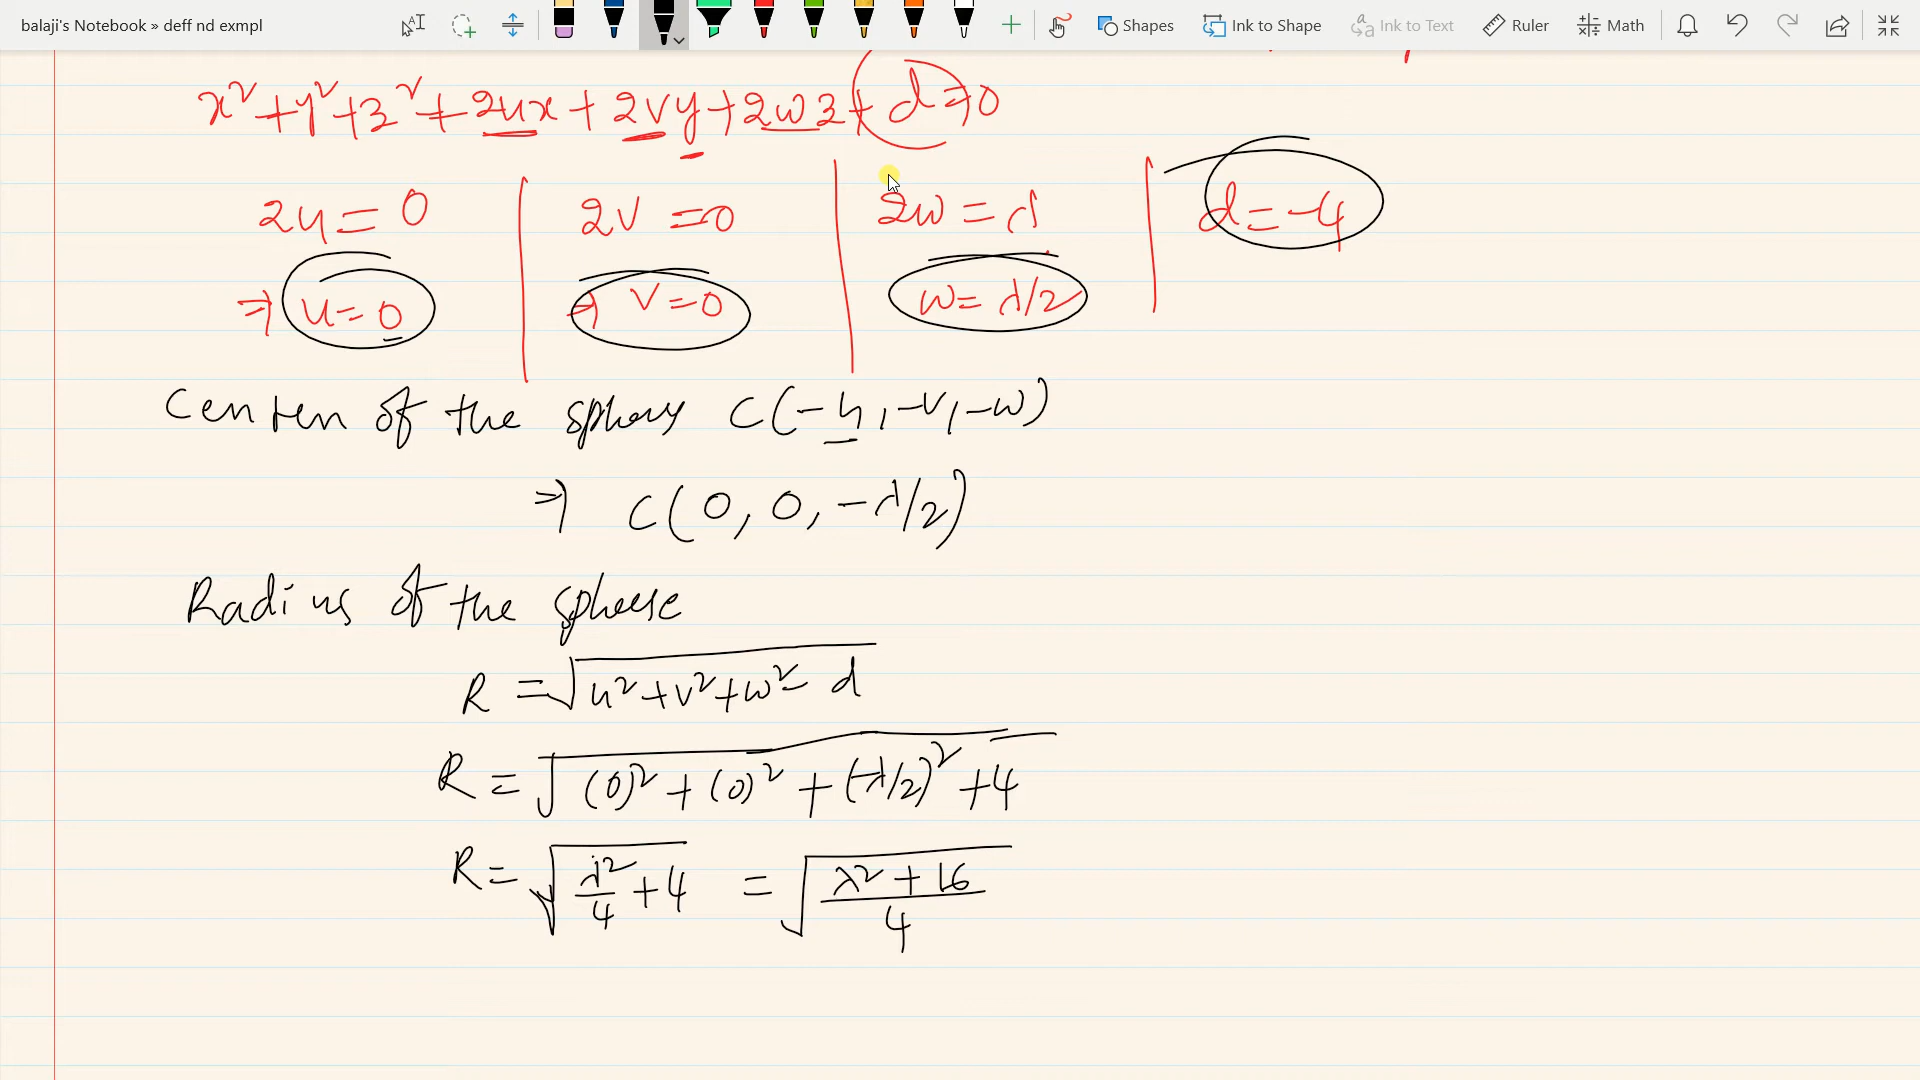 balaji's Notebook » deff nd exmpl Shapes Ink to Shape Ink to Text Ruler Math
x² + y² + z² + 2ux + 2vy + 2wz + d = 0
2u = 0 | 2v = 0 | 2w = λ | d = -4
⇒ u = 0 | ⇒ v = 0 | w = λ/2
Center of the sphere C(-u, -v, -w)
⇒ C(0, 0, -λ/2)
Radius of the sphere
R = √(u² + v² + w² - d)
R = √((0)² + (0)² + (-λ/2)² + 4)
R = √(λ²/4 + 4) = √((λ² + 16)/4)